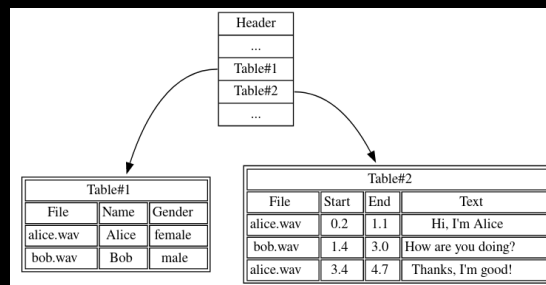 Header
...
Table#1
Table#2
...
Table#1
File Name Gender
alice.wav Alice female
bob.wav Bob male
Table#2
File Start End Text
alice.wav 0.2 1.1 Hi, I'm Alice
bob.wav 1.4 3.0 How are you doing?
alice.wav 3.4 4.7 Thanks, I'm good!